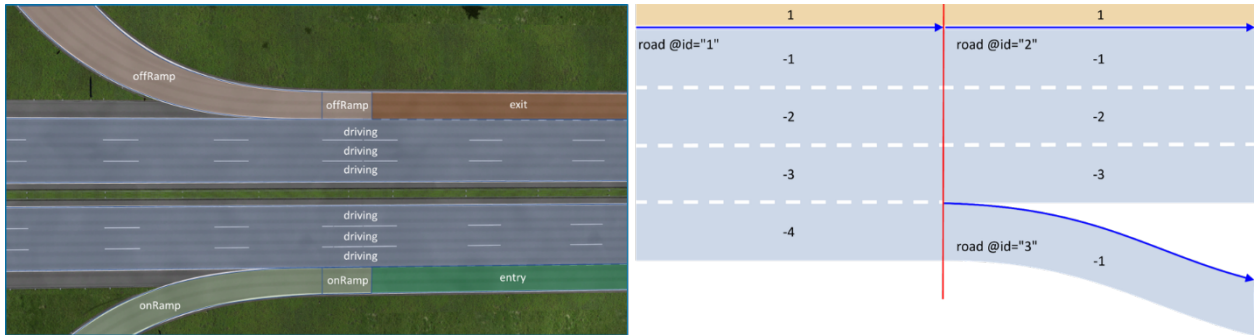 offRamp
offRamp
exit
driving
driving
driving
driving
driving
driving
onRamp
entry
onRamp
1
road @id="1"
-1
-2
-3
-4
1
road @id="2"
-1
-2
-3
road @id="3"
-1